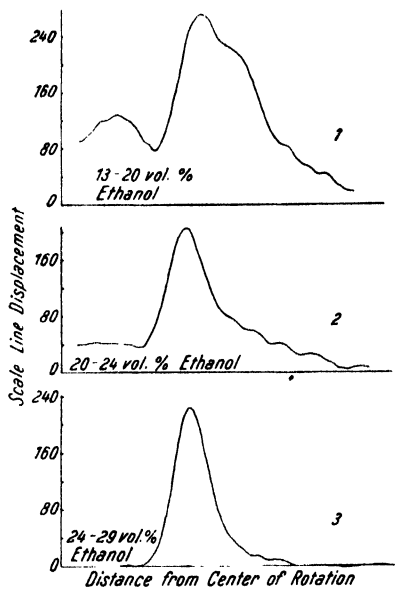 240
160
80
0
1
13-20 vol. %
Ethanol
160
80
0
2
20-24 vol. % Ethanol
240
160
80
0
3
24-29 vol. %
Ethanol
Scale Line Displacement
Distance from Center of Rotation